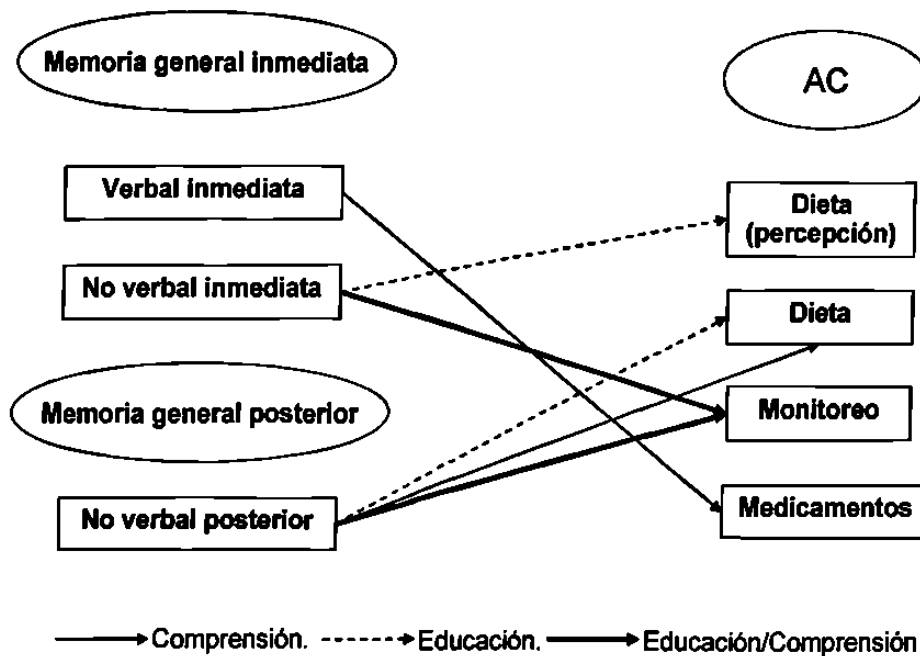 Memoria general inmediata
AC
Verbal inmediata
Dieta
(percepción)
No verbal inmediata
Dieta
Memoria general posterior
Monitoreo
No verbal posterior
Medicamentos
Comprensión. Educación. Educación/Comprensión